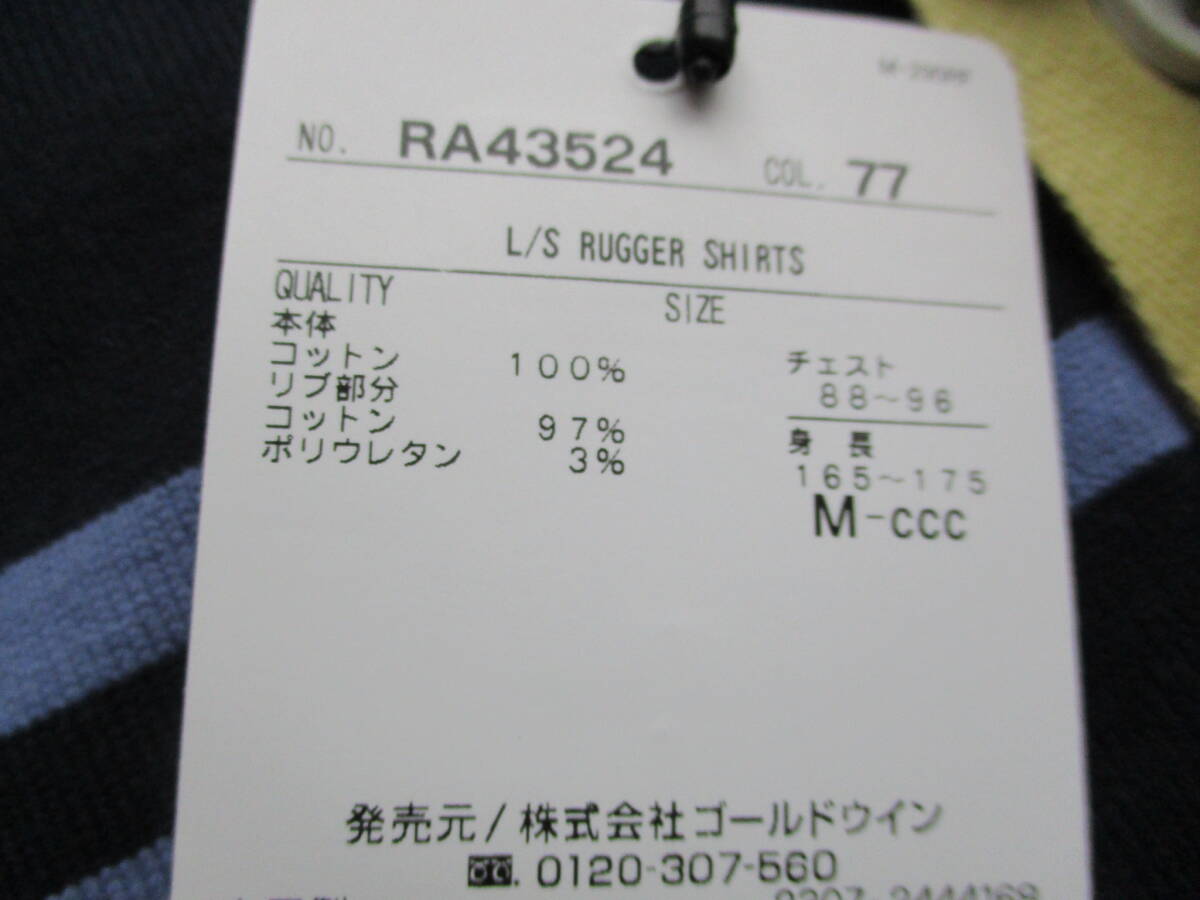 NO. RA43524 COL. 77
L/S RUGGER SHIRTS
QUALITY SIZE
本体
コットン 100%
リブ部分
コットン 97%
ポリウレタン 3%
チェスト
88～96
身 長
165～175
M-CCC
発売元/株式会社ゴールドウイン
0120-307-560